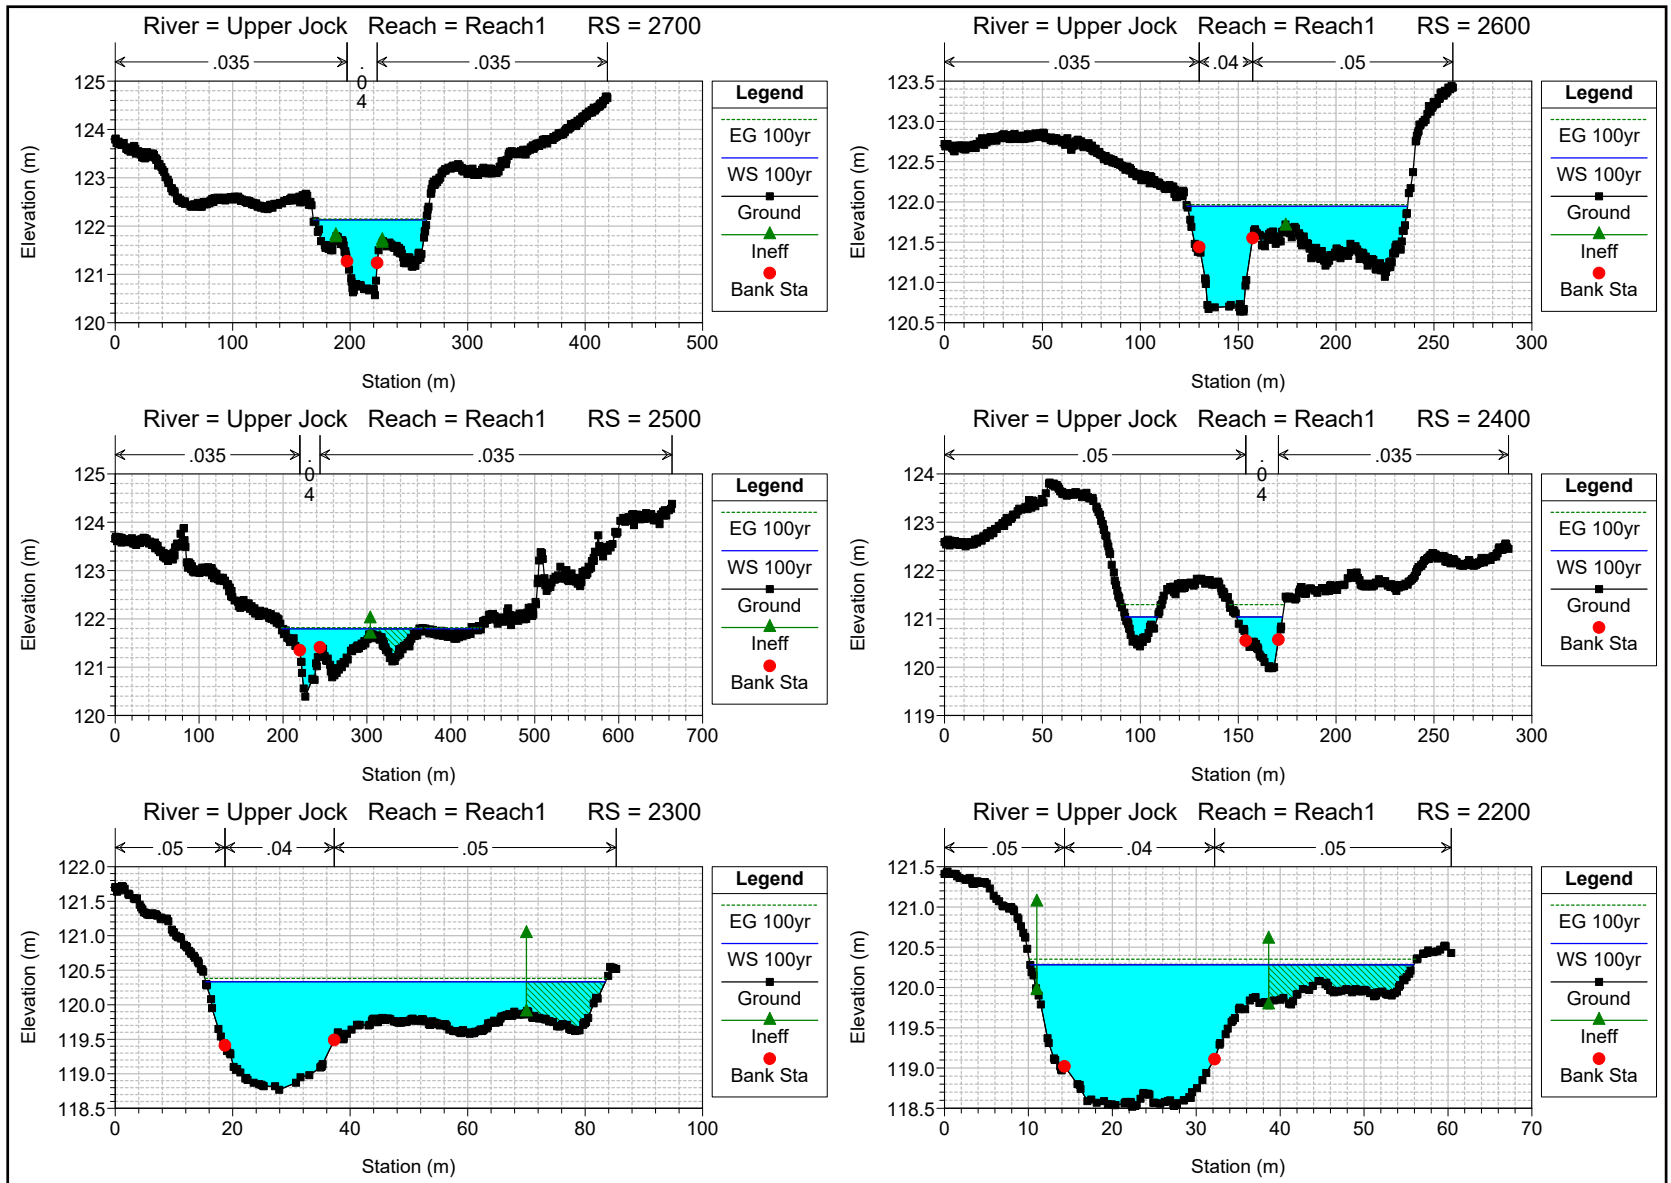 River = Upper Jock Reach = Reach1 RS = 2700
.035 .04 .035
125
124
123
122
121
120
0 100 200 300 400 500
Elevation (m)
Station (m)
Legend
EG 100yr
WS 100yr
Ground
Ineff
Bank Sta
River = Upper Jock Reach = Reach1 RS = 2600
.035 .04 .05
123.5
123.0
122.5
122.0
121.5
121.0
120.5
0 50 100 150 200 250 300
Elevation (m)
Station (m)
Legend
EG 100yr
WS 100yr
Ground
Ineff
Bank Sta
River = Upper Jock Reach = Reach1 RS = 2500
.035 .04 .035
125
124
123
122
121
120
0 100 200 300 400 500 600 700
Elevation (m)
Station (m)
Legend
EG 100yr
WS 100yr
Ground
Ineff
Bank Sta
River = Upper Jock Reach = Reach1 RS = 2400
.05 .04 .035
124
123
122
121
120
119
0 50 100 150 200 250 300
Elevation (m)
Station (m)
Legend
EG 100yr
WS 100yr
Ground
Bank Sta
River = Upper Jock Reach = Reach1 RS = 2300
.05 .04 .05
122.0
121.5
121.0
120.5
120.0
119.5
119.0
118.5
0 20 40 60 80 100
Elevation (m)
Station (m)
Legend
EG 100yr
WS 100yr
Ground
Ineff
Bank Sta
River = Upper Jock Reach = Reach1 RS = 2200
.05 .04 .05
121.5
121.0
120.5
120.0
119.5
119.0
118.5
0 10 20 30 40 50 60 70
Elevation (m)
Station (m)
Legend
EG 100yr
WS 100yr
Ground
Ineff
Bank Sta